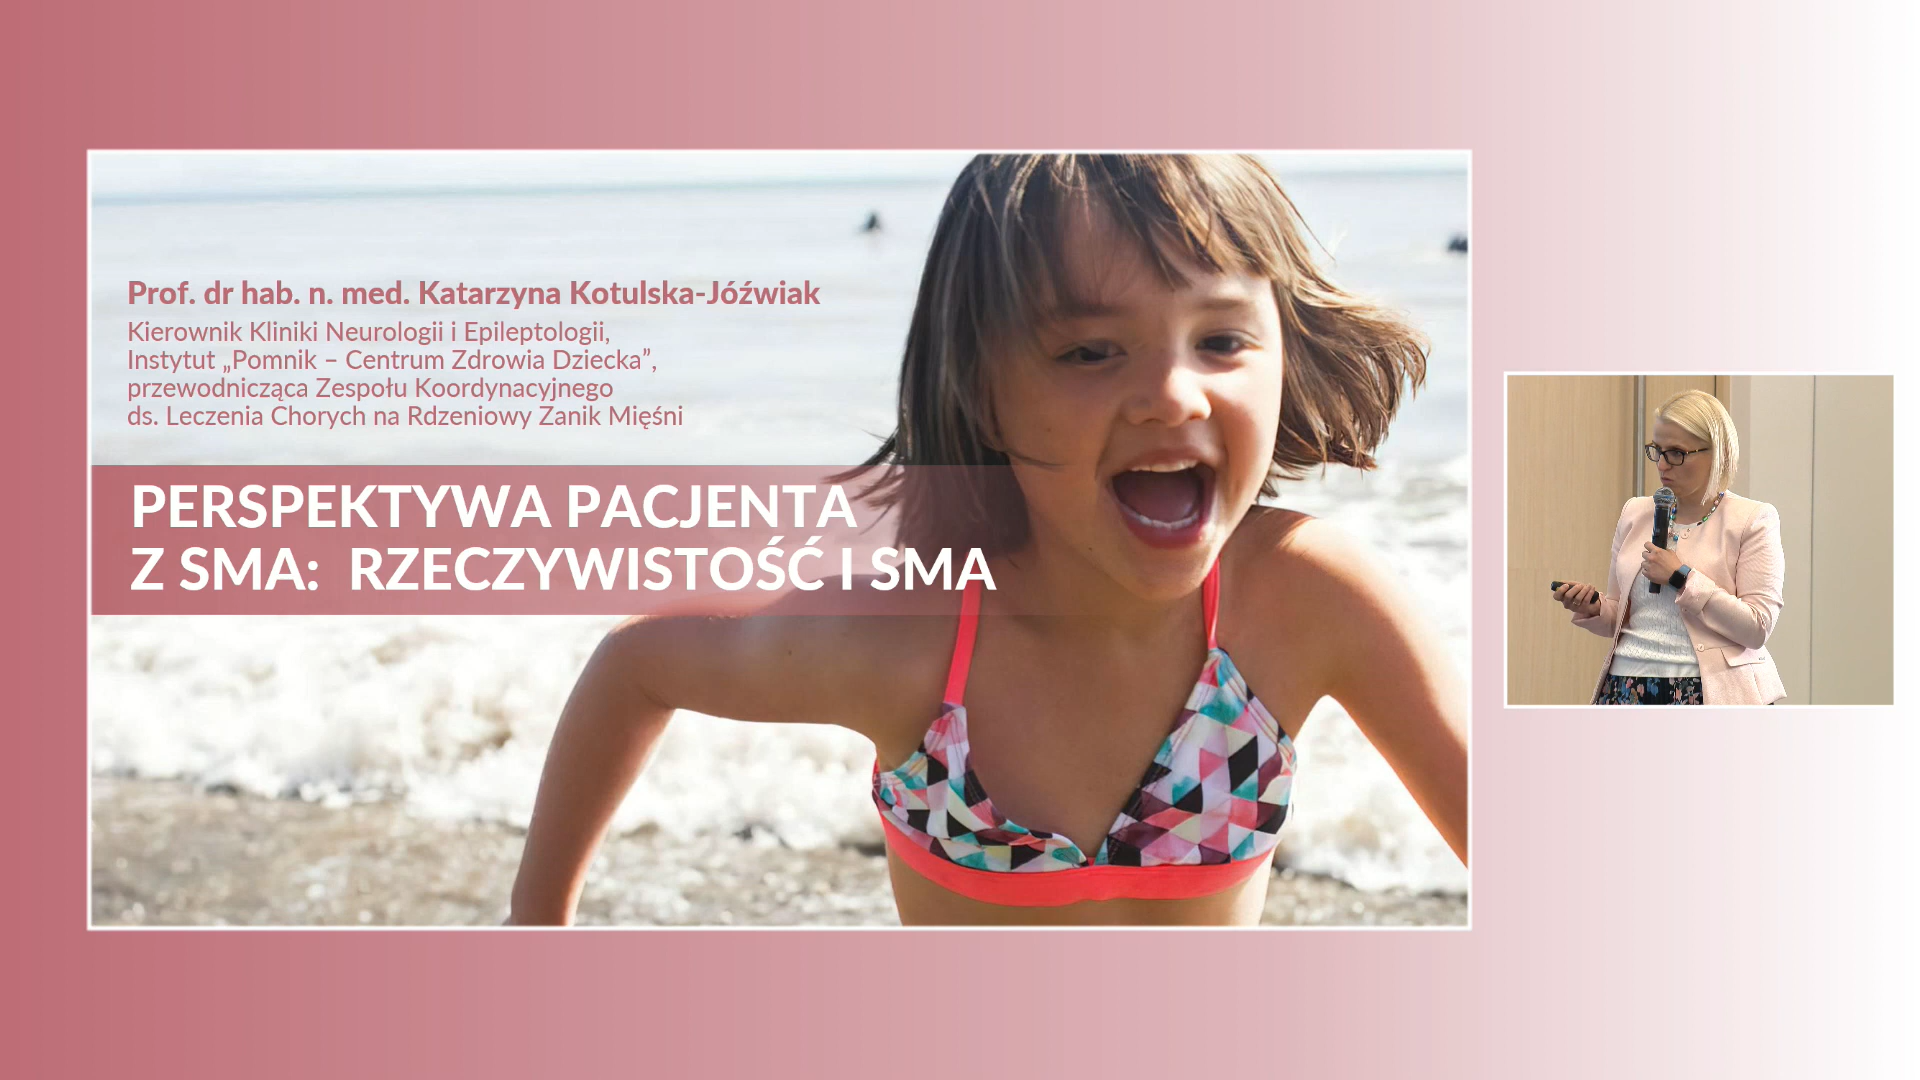 Prof. dr hab. n. med. Katarzyna Kotulska-Jóźwiak
Kierownik Kliniki Neurologii i Epileptologii,
Instytut „Pomnik – Centrum Zdrowia Dziecka”,
przewodnicząca Zespołu Koordynacyjnego
ds. Leczenia Chorych na Rdzeniowy Zanik Mięśni
PERSPEKTYWA PACJENTA
Z SMA: RZECZYWISTOŚĆ I SMA